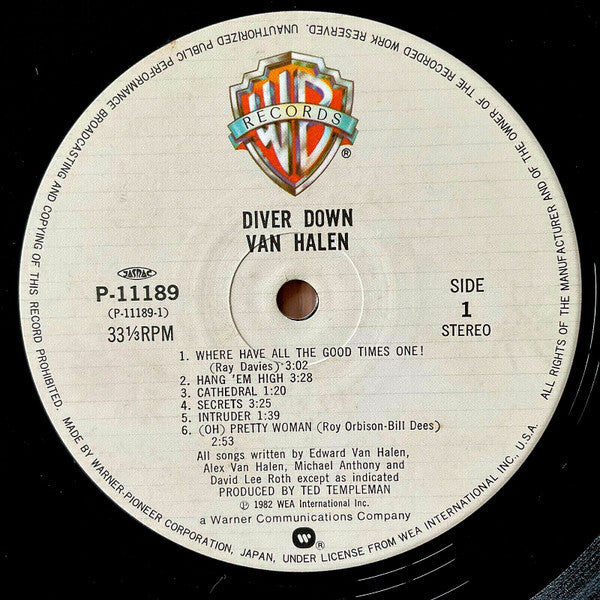 UNAUTHORIZED PUBLIC PERFORMANCE BROADCASTING AND COPYING OF THIS RECORD PROHIBITED. MADE BY WARNER-PIONEER CORPORATION, JAPAN, UNDER LICENSE FROM WEA INTERNATIONAL INC., U.S.A. ALL RIGHTS OF THE MANUFACTURER AND OF THE OWNER OF THE RECORDED WORK RESERVED.
WB
RECORDS
®
DIVER DOWN
VAN HALEN
JASRAC
P-11189
(P-11189-1)
33⅓RPM
SIDE
1
STEREO
1. WHERE HAVE ALL THE GOOD TIMES ONE!
(Ray Davies) 3:02
2. HANG 'EM HIGH 3:28
3. CATHEDRAL 1:20
4. SECRETS 3:25
5. INTRUDER 1:39
6. (OH) PRETTY WOMAN (Roy Orbison-Bill Dees)
2:53
All songs written by Edward Van Halen,
Alex Van Halen, Michael Anthony and
David Lee Roth except as indicated
PRODUCED BY TED TEMPLEMAN
℗ 1982 WEA International Inc.
a Warner Communications Company
W ®